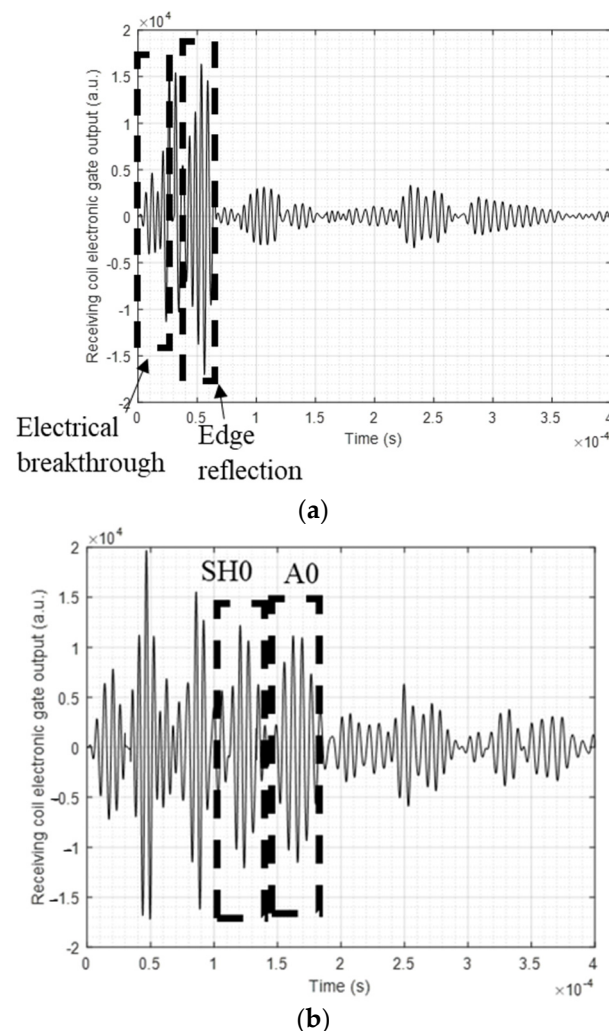 ×10⁴
2
1.5
1
0.5
0
-0.5
-1
-1.5
-2
Receiving coil electronic gate output (a.u.)
0 0.5 1 1.5 2 2.5 3 3.5 4
Time (s)
×10⁻⁴
Electrical
breakthrough
Edge
reflection
(a)
×10⁴
2
1.5
1
0.5
0
-0.5
-1
-1.5
-2
Receiving coil electronic gate output (a.u.)
SH0 A0
0 0.5 1 1.5 2 2.5 3 3.5 4
Time (s)
×10⁻⁴
(b)